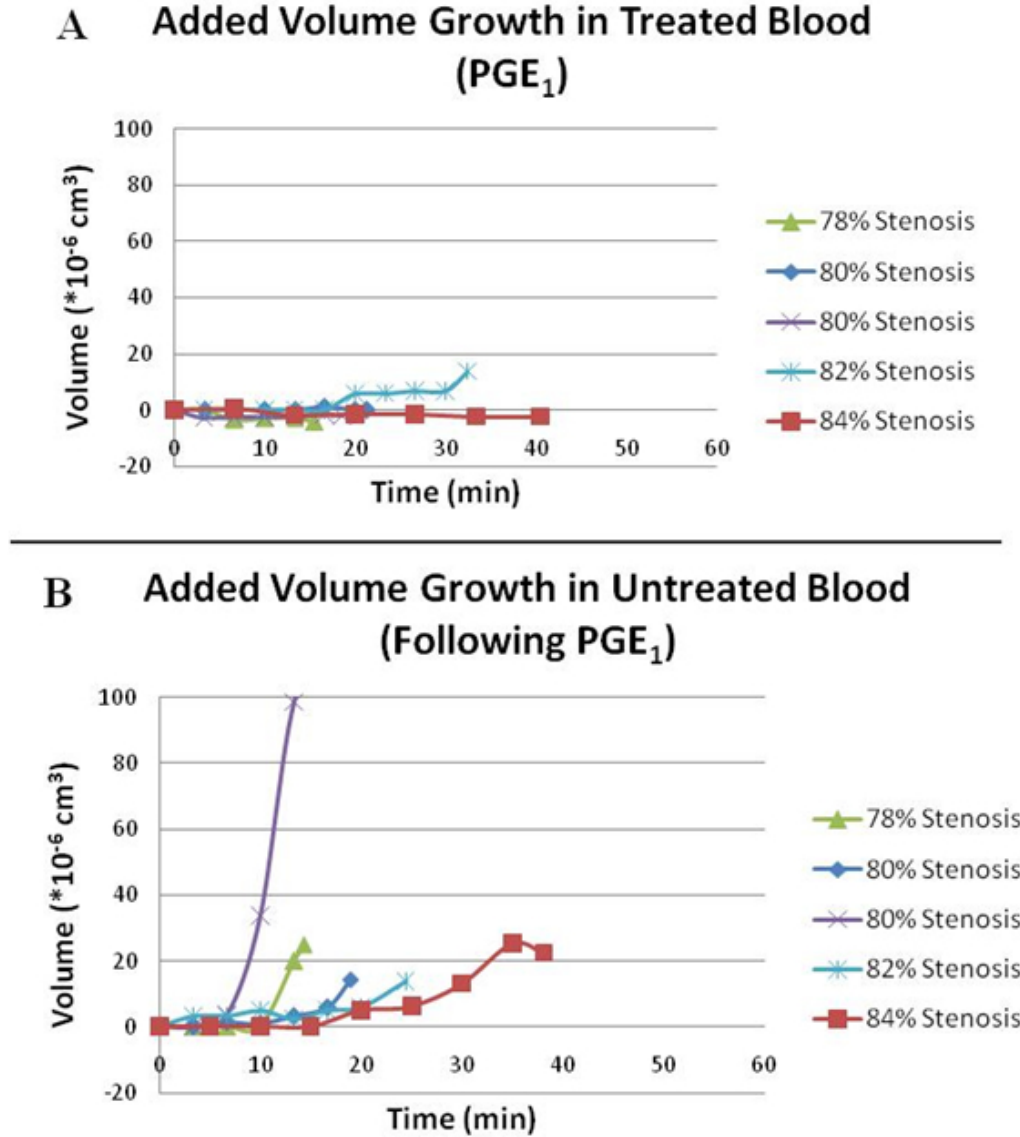 A
Added Volume Growth in Treated Blood
(PGE₁)
100
80
60
40
20
0
-20
0 10 20 30 40 50 60
Volume (*10⁻⁶ cm³)
Time (min)
78% Stenosis
80% Stenosis
80% Stenosis
82% Stenosis
84% Stenosis
B
Added Volume Growth in Untreated Blood
(Following PGE₁)
100
80
60
40
20
0
-20
0 10 20 30 40 50 60
Volume (*10⁻⁶ cm³)
Time (min)
78% Stenosis
80% Stenosis
80% Stenosis
82% Stenosis
84% Stenosis